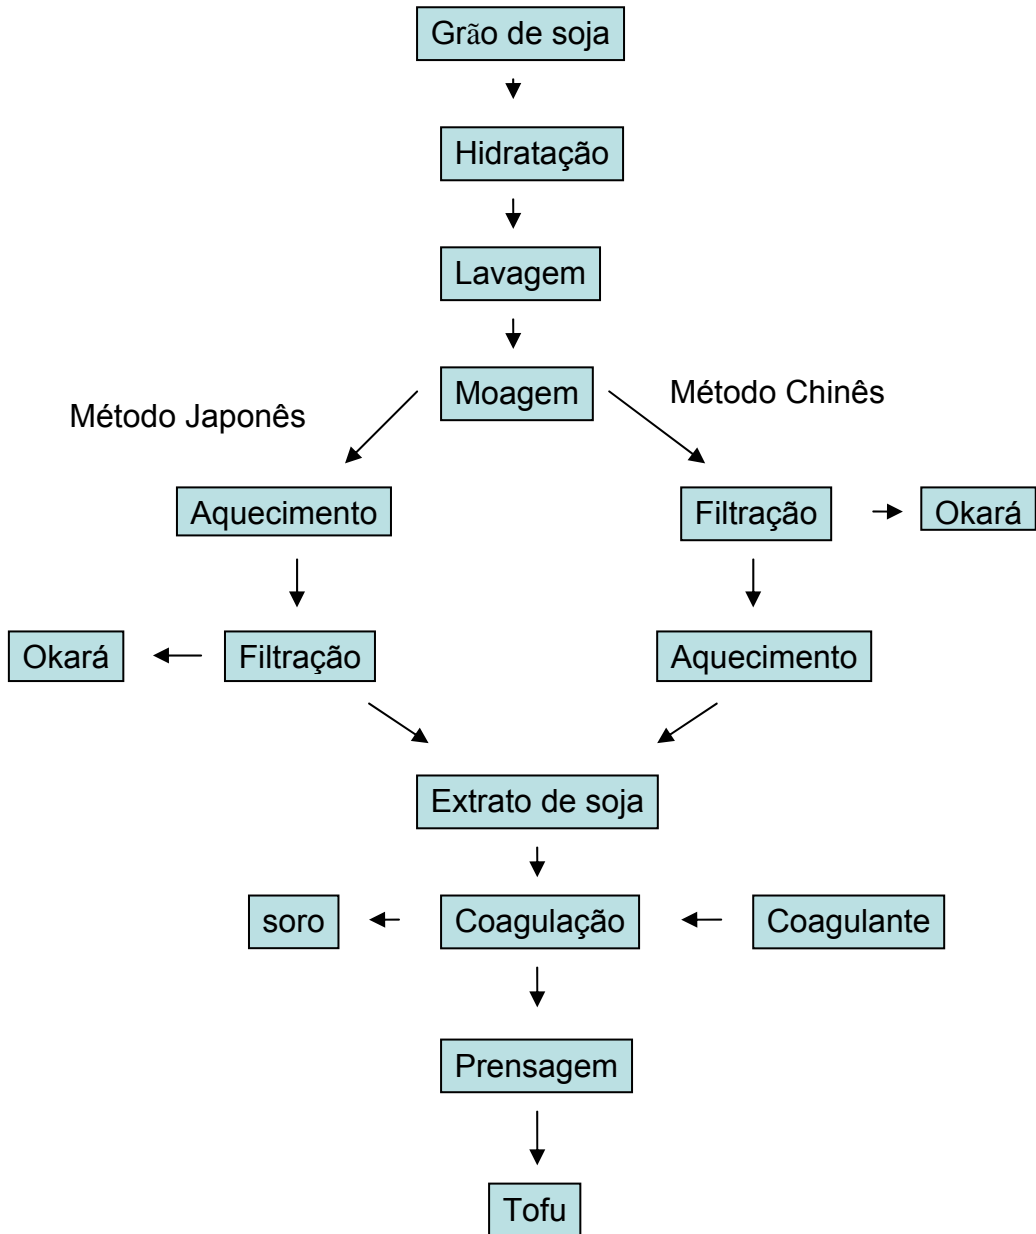 Grão de soja
Hidratação
Lavagem
Moagem
Método Japonês
Método Chinês
Aquecimento
Filtração
Okará
Okará
Filtração
Aquecimento
Extrato de soja
soro
Coagulação
Coagulante
Prensagem
Tofu